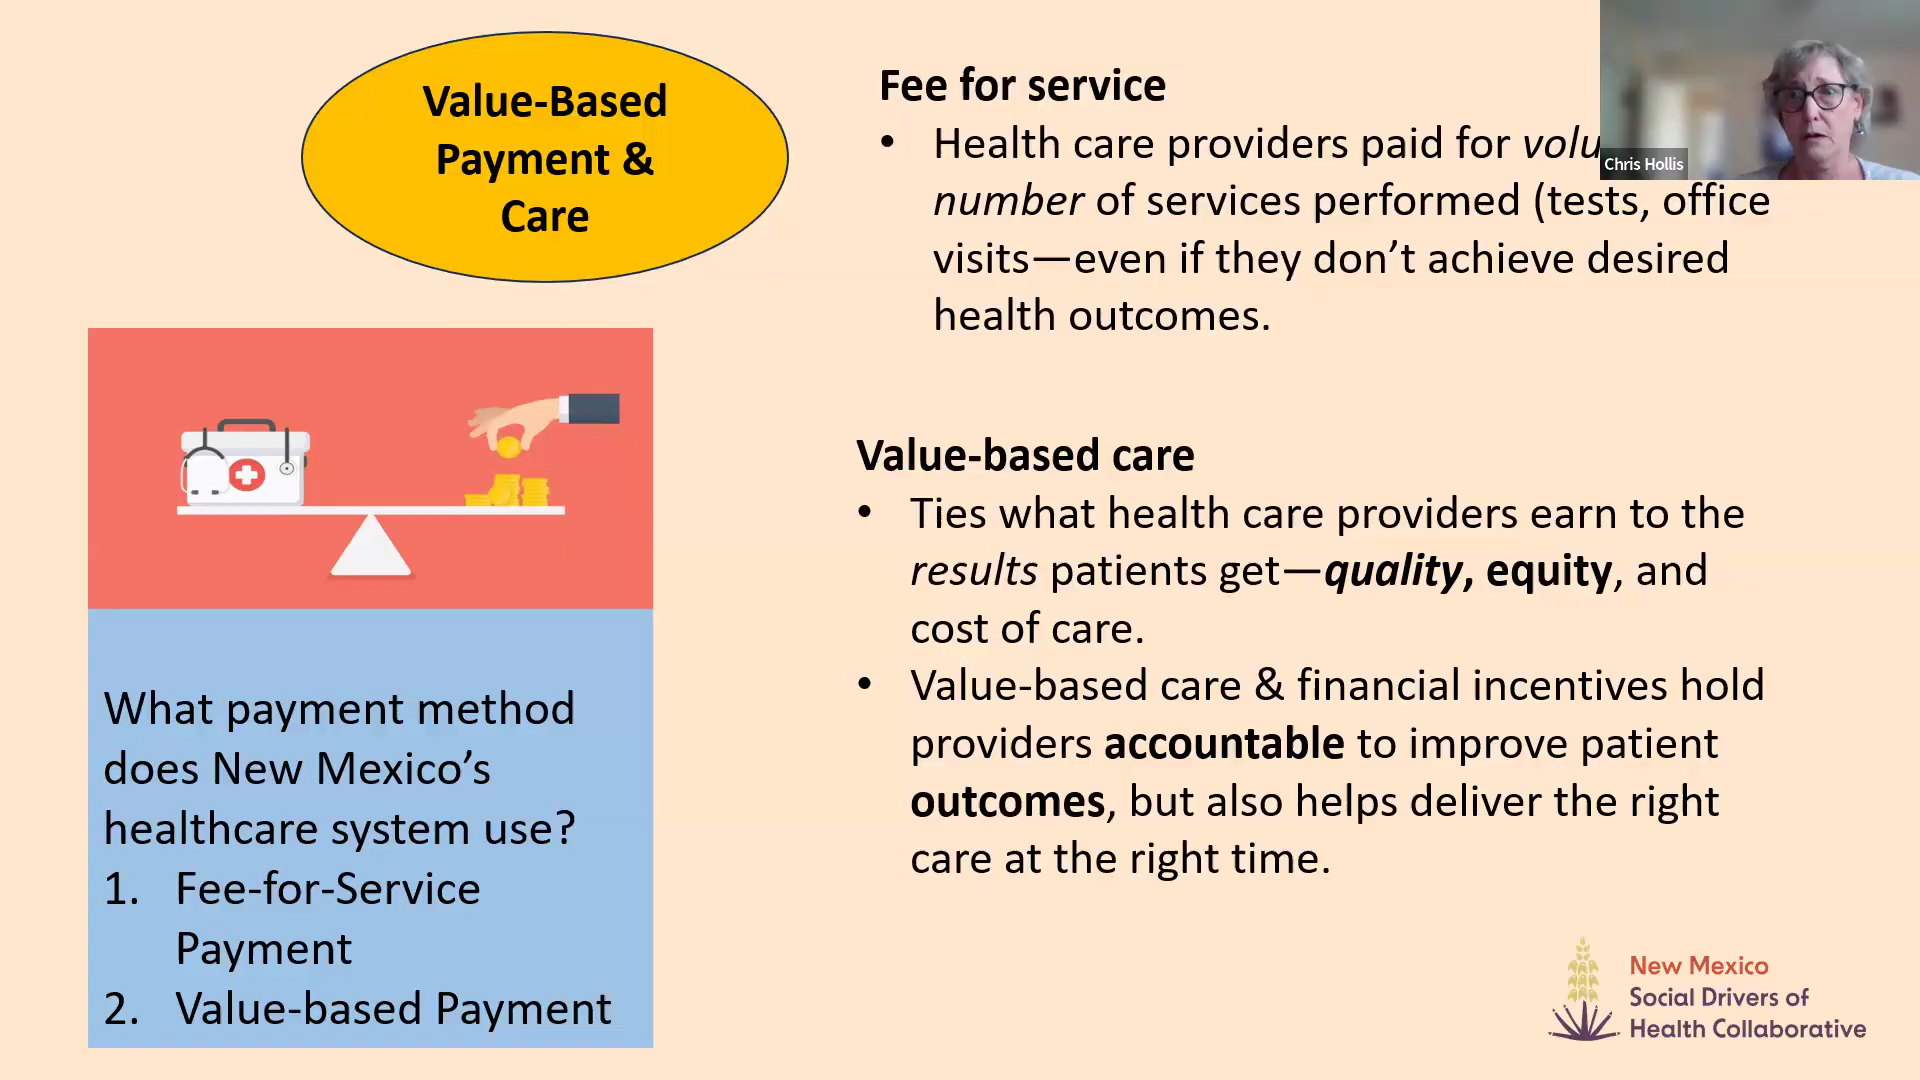 Value-Based
Payment &
Care
Fee for service
• Health care providers paid for
number of services performed (tests, office
visits—even if they don’t achieve desired
health outcomes.
Chris Hollis
Value-based care
• Ties what health care providers earn to the
results patients get—quality, equity, and
cost of care.
• Value-based care & financial incentives hold
providers accountable to improve patient
outcomes, but also helps deliver the right
care at the right time.
What payment method
does New Mexico’s
healthcare system use?
1. Fee-for-Service
Payment
2. Value-based Payment
New Mexico
Social Drivers of
Health Collaborative